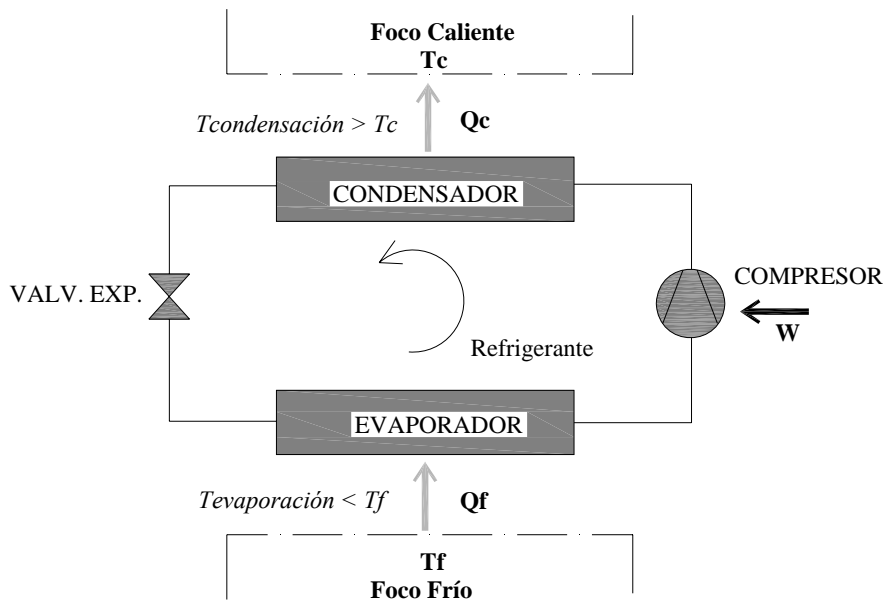 Foco Caliente
Tc
Tcondensación > Tc
Qc
CONDENSADOR
VALV. EXP.
COMPRESOR
W
Refrigerante
EVAPORADOR
Tevaporación < Tf
Qf
Tf
Foco Frío